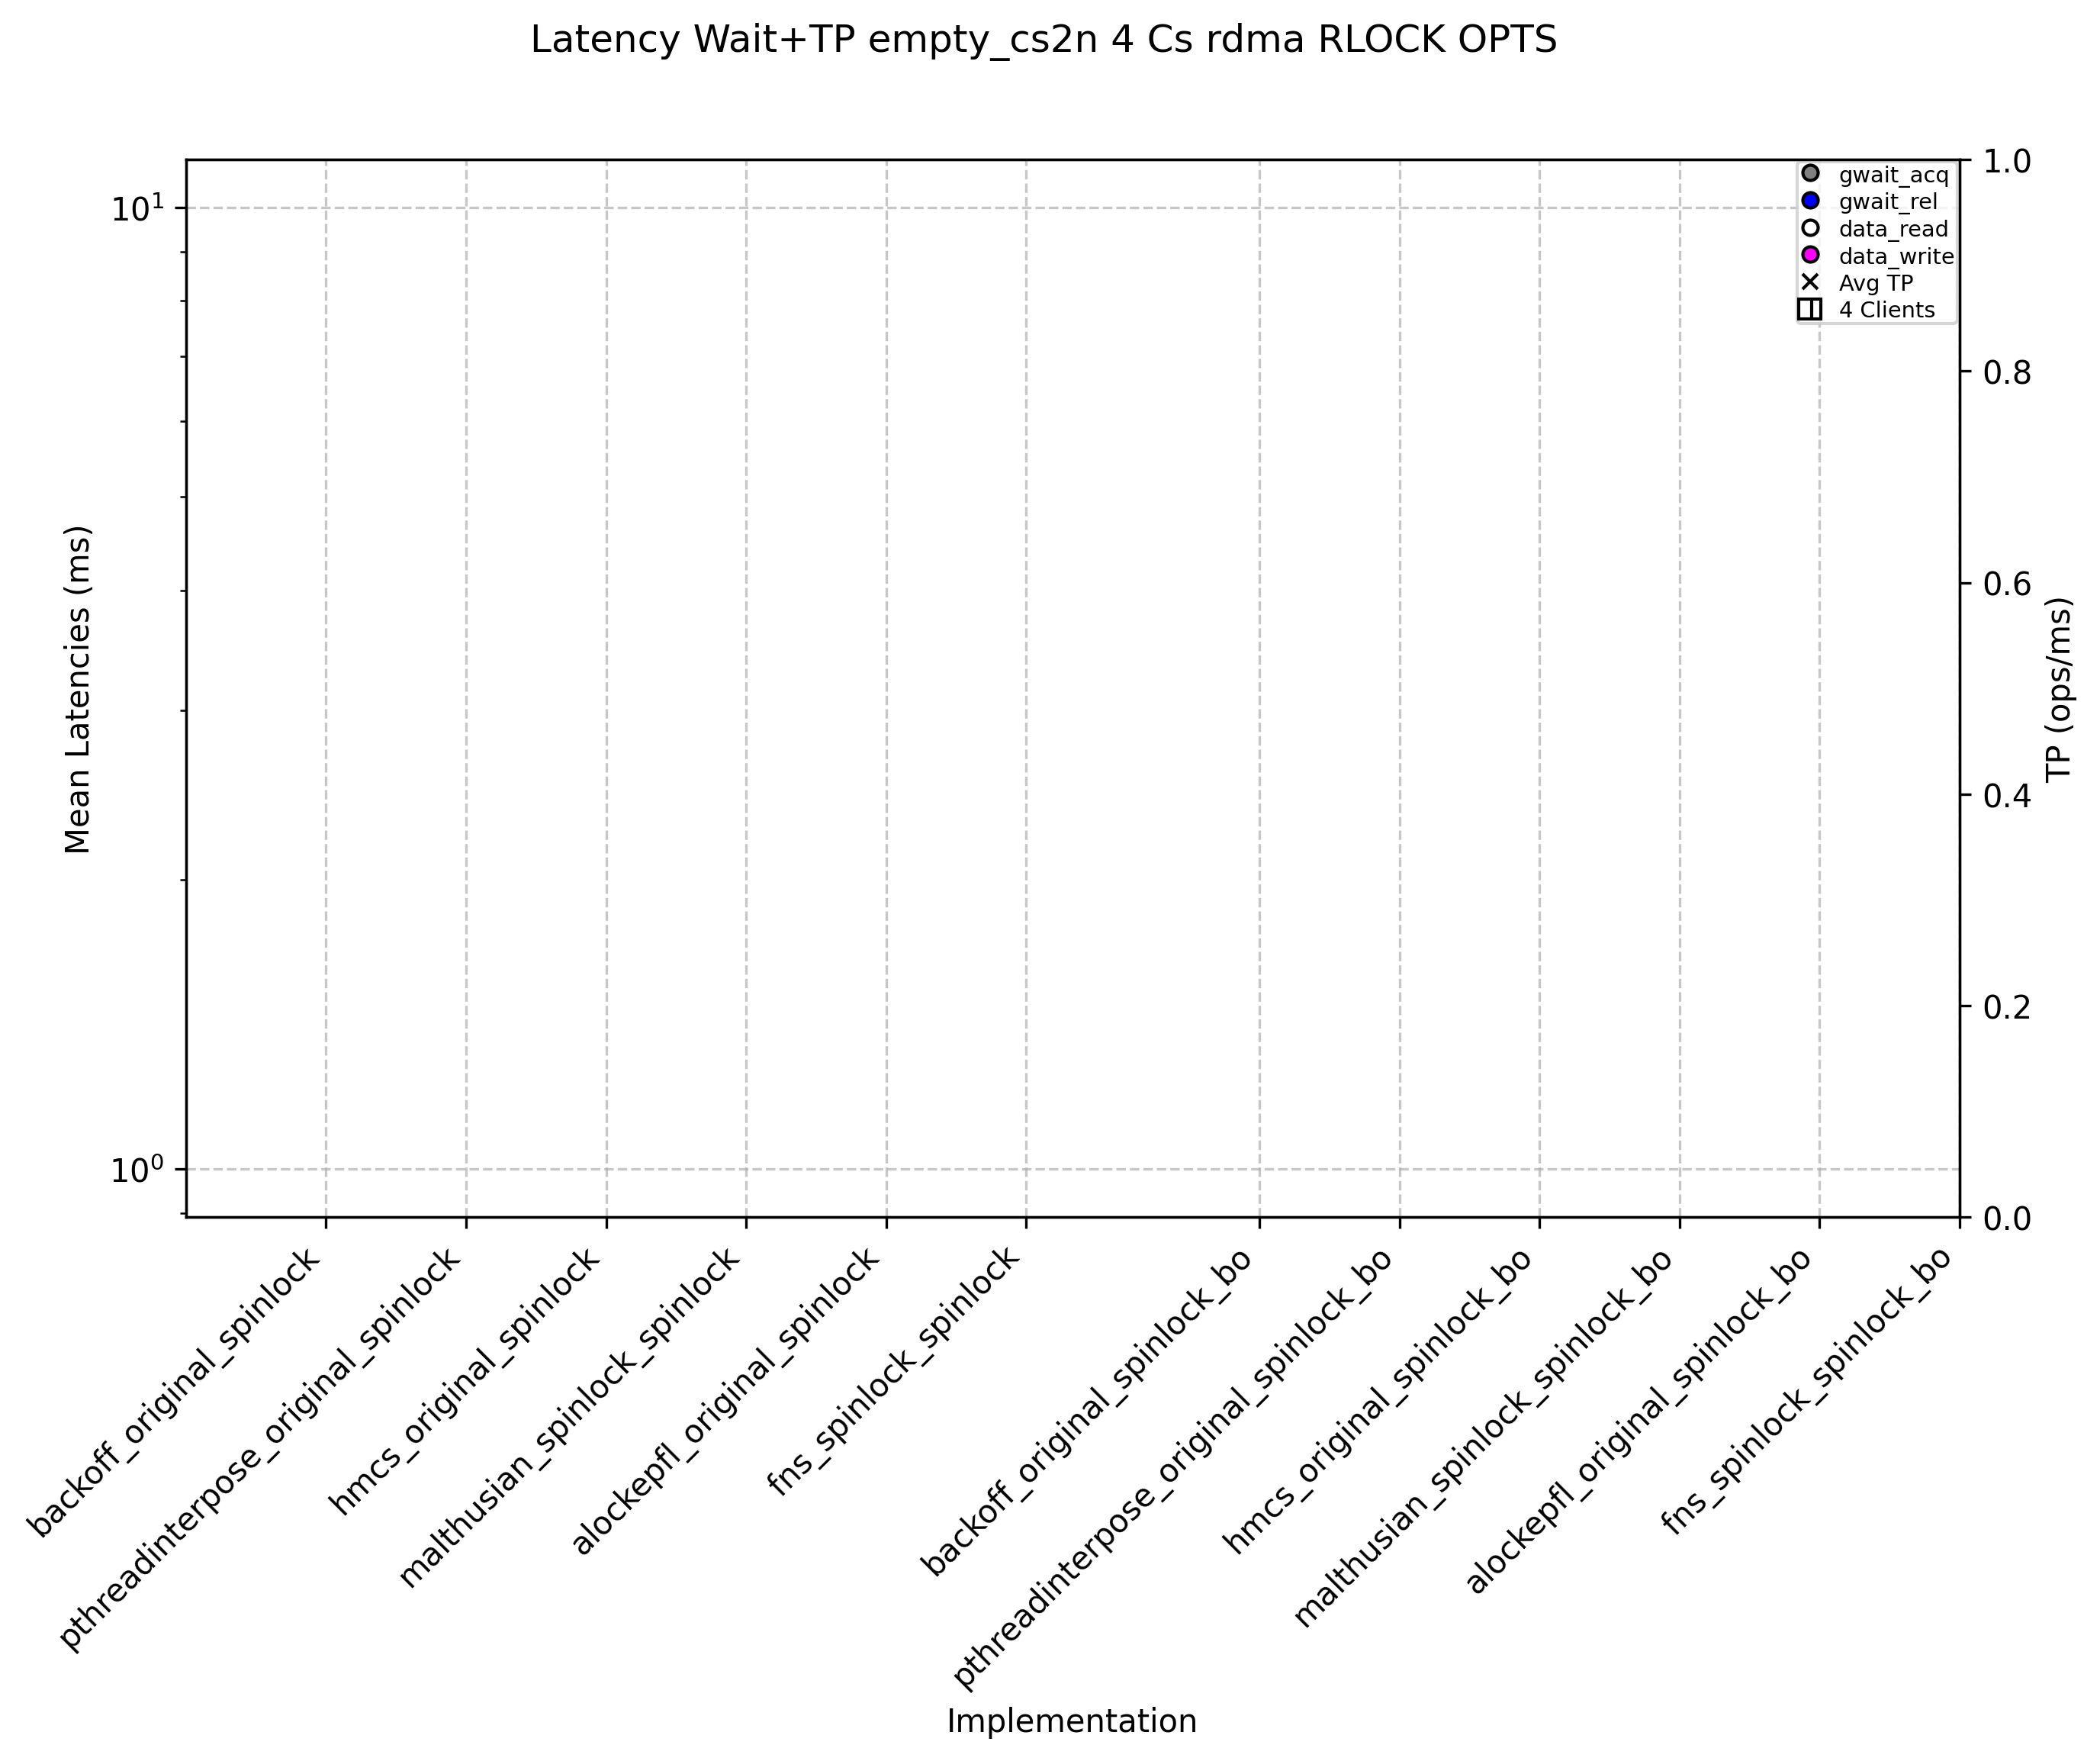 Latency Wait+TP empty_cs2n 4 Cs rdma RLOCK OPTS
gwait_acq
gwait_rel
data_read
data_write
Avg TP
4 Clients
Mean Latencies (ms)
10¹
10⁰
TP (ops/ms)
1.0
0.8
0.6
0.4
0.2
0.0
backoff_original_spinlock
pthreadinterpose_original_spinlock
hmcs_original_spinlock
malthusian_spinlock_spinlock
alockepfl_original_spinlock
fns_spinlock_spinlock
backoff_original_spinlock_bo
pthreadinterpose_original_spinlock_bo
hmcs_original_spinlock_bo
malthusian_spinlock_spinlock_bo
alockepfl_original_spinlock_bo
fns_spinlock_spinlock_bo
Implementation